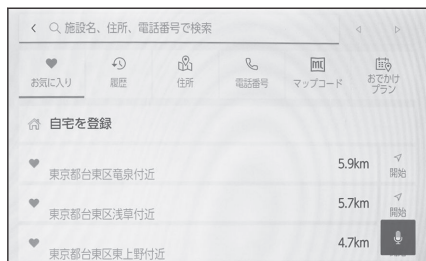 施設名、住所、電話番号で検索
お気に入り
履歴
住所
電話番号
マップコード
おでかけ
プラン
自宅を登録
5.9km
東京都台東区竜泉付近
開始
5.7km
東京都台東区浅草付近
開始
4.7km
東京都台東区東上野付近